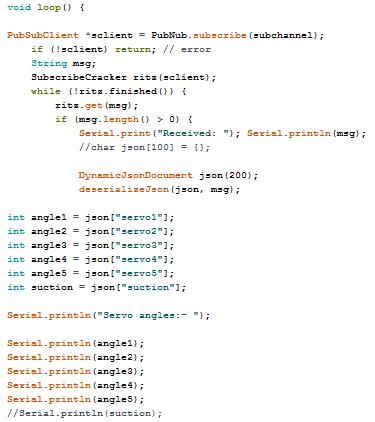 void loop() {
PubSubClient *sclient = PubNub.subscribe(subchannel);
if (!sclient) return; // error
String msg;
SubscribeCracker ritz(sclient);
while (!ritz.finished()) {
ritz.get(msg);
if (msg.length() > 0) {
Serial.print("Received: "); Serial.println(msg);
//char json[100] = {};
DynamicJsonDocument json(200);
deserializeJson(json, msg);
int angle1 = json["servo1"];
int angle2 = json["servo2"];
int angle3 = json["servo3"];
int angle4 = json["servo4"];
int angle5 = json["servo5"];
int suction = json["suction"];
Serial.println("Servo angles:- ");
Serial.println(angle1);
Serial.println(angle2);
Serial.println(angle3);
Serial.println(angle4);
Serial.println(angle5);
//Serial.println(suction);